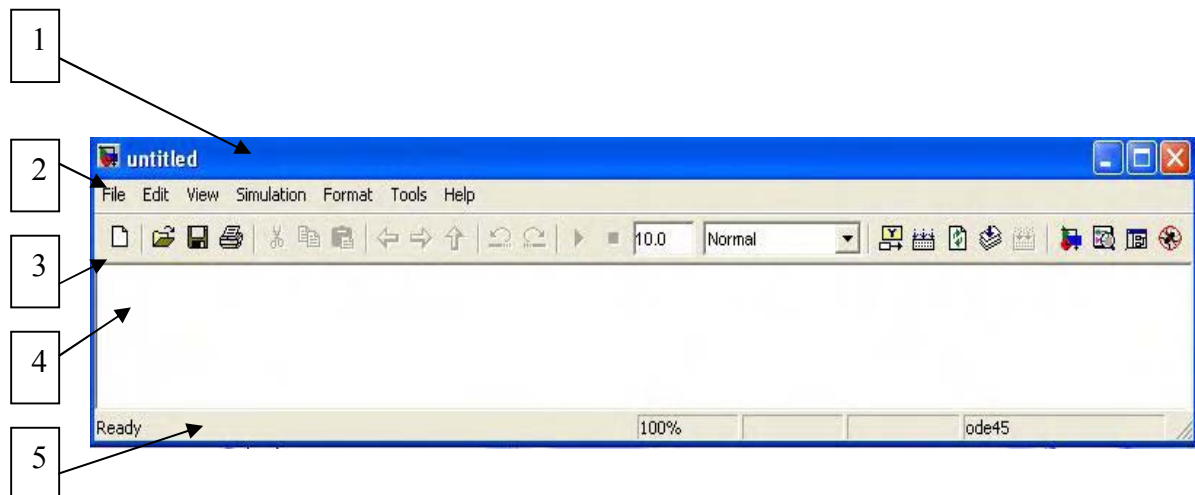 1
untitled
2
File Edit View Simulation Format Tools Help
10.0 Normal
3
4
Ready 100% ode45
5